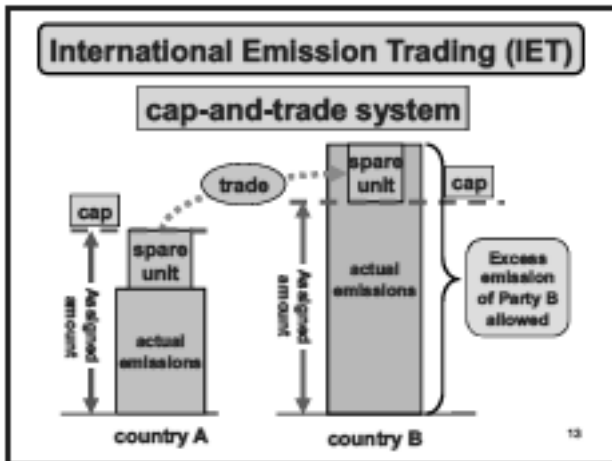 International Emission Trading (IET)
cap-and-trade system
trade
cap
spare
unit
Assigned
amount
actual
emissions
country A
spare
unit
cap
Assigned
amount
actual
emissions
Excess
emission
of Party B
allowed
country B
13